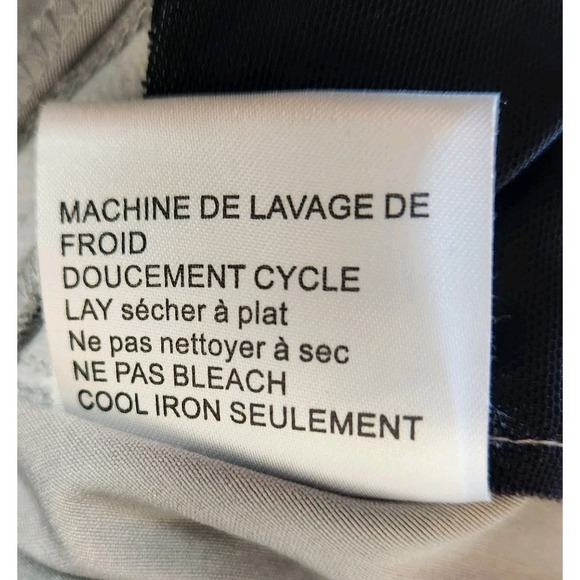 MACHINE DE LAVAGE DE
FROID
DOUCEMENT CYCLE
LAY sécher à plat
Ne pas nettoyer à sec
NE PAS BLEACH
COOL IRON SEULEMENT